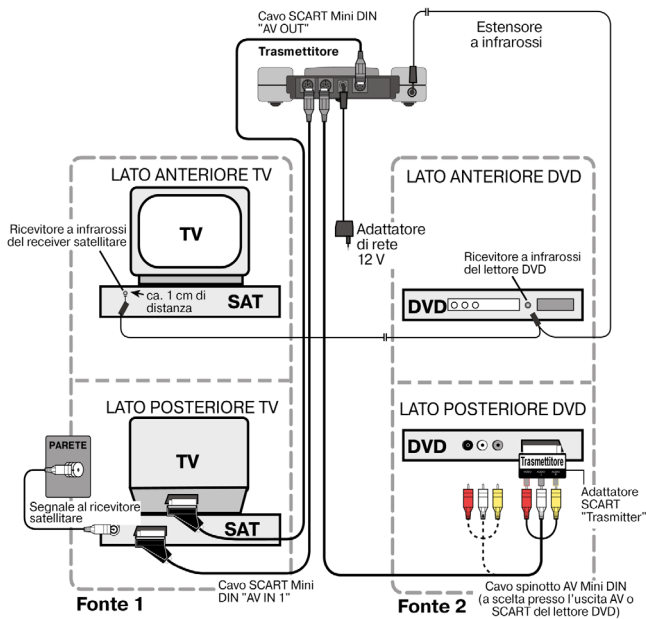 Cavo SCART Mini DIN
"AV OUT"
Trasmettitore
Estensore
a infrarossi
LATO ANTERIORE TV
TV
Ricevitore a infrarossi
del receiver satellitare
ca. 1 cm di
distanza
SAT
Adattatore
di rete
12 V
LATO ANTERIORE DVD
Ricevitore a infrarossi
del lettore DVD
DVD
LATO POSTERIORE TV
PARETE
TV
Segnale al ricevitore
satellitare
SAT
Cavo SCART Mini
DIN "AV IN 1"
Fonte 1
LATO POSTERIORE DVD
DVD
Trasmettitore
Adattatore
SCART
"Trasmitter"
Cavo spinotto AV Mini DIN
(a scelta presso l'uscita AV o
SCART del lettore DVD)
Fonte 2